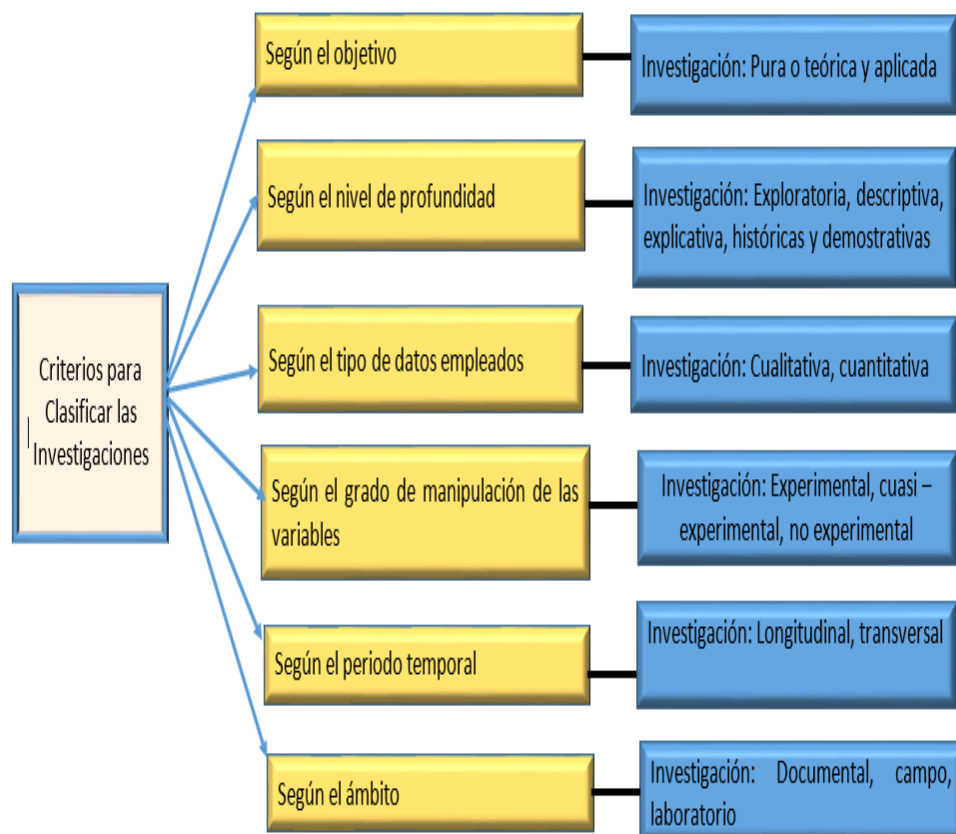 Criterios para
Clasificar las
Investigaciones
Según el objetivo
Investigación: Pura o teórica y aplicada
Según el nivel de profundidad
Investigación: Exploratoria, descriptiva,
explicativa, históricas y demostrativas
Según el tipo de datos empleados
Investigación: Cualitativa, cuantitativa
Según el grado de manipulación de las
variables
Investigación: Experimental, cuasi –
experimental, no experimental
Según el periodo temporal
Investigación: Longitudinal, transversal
Según el ámbito
Investigación: Documental, campo,
laboratorio